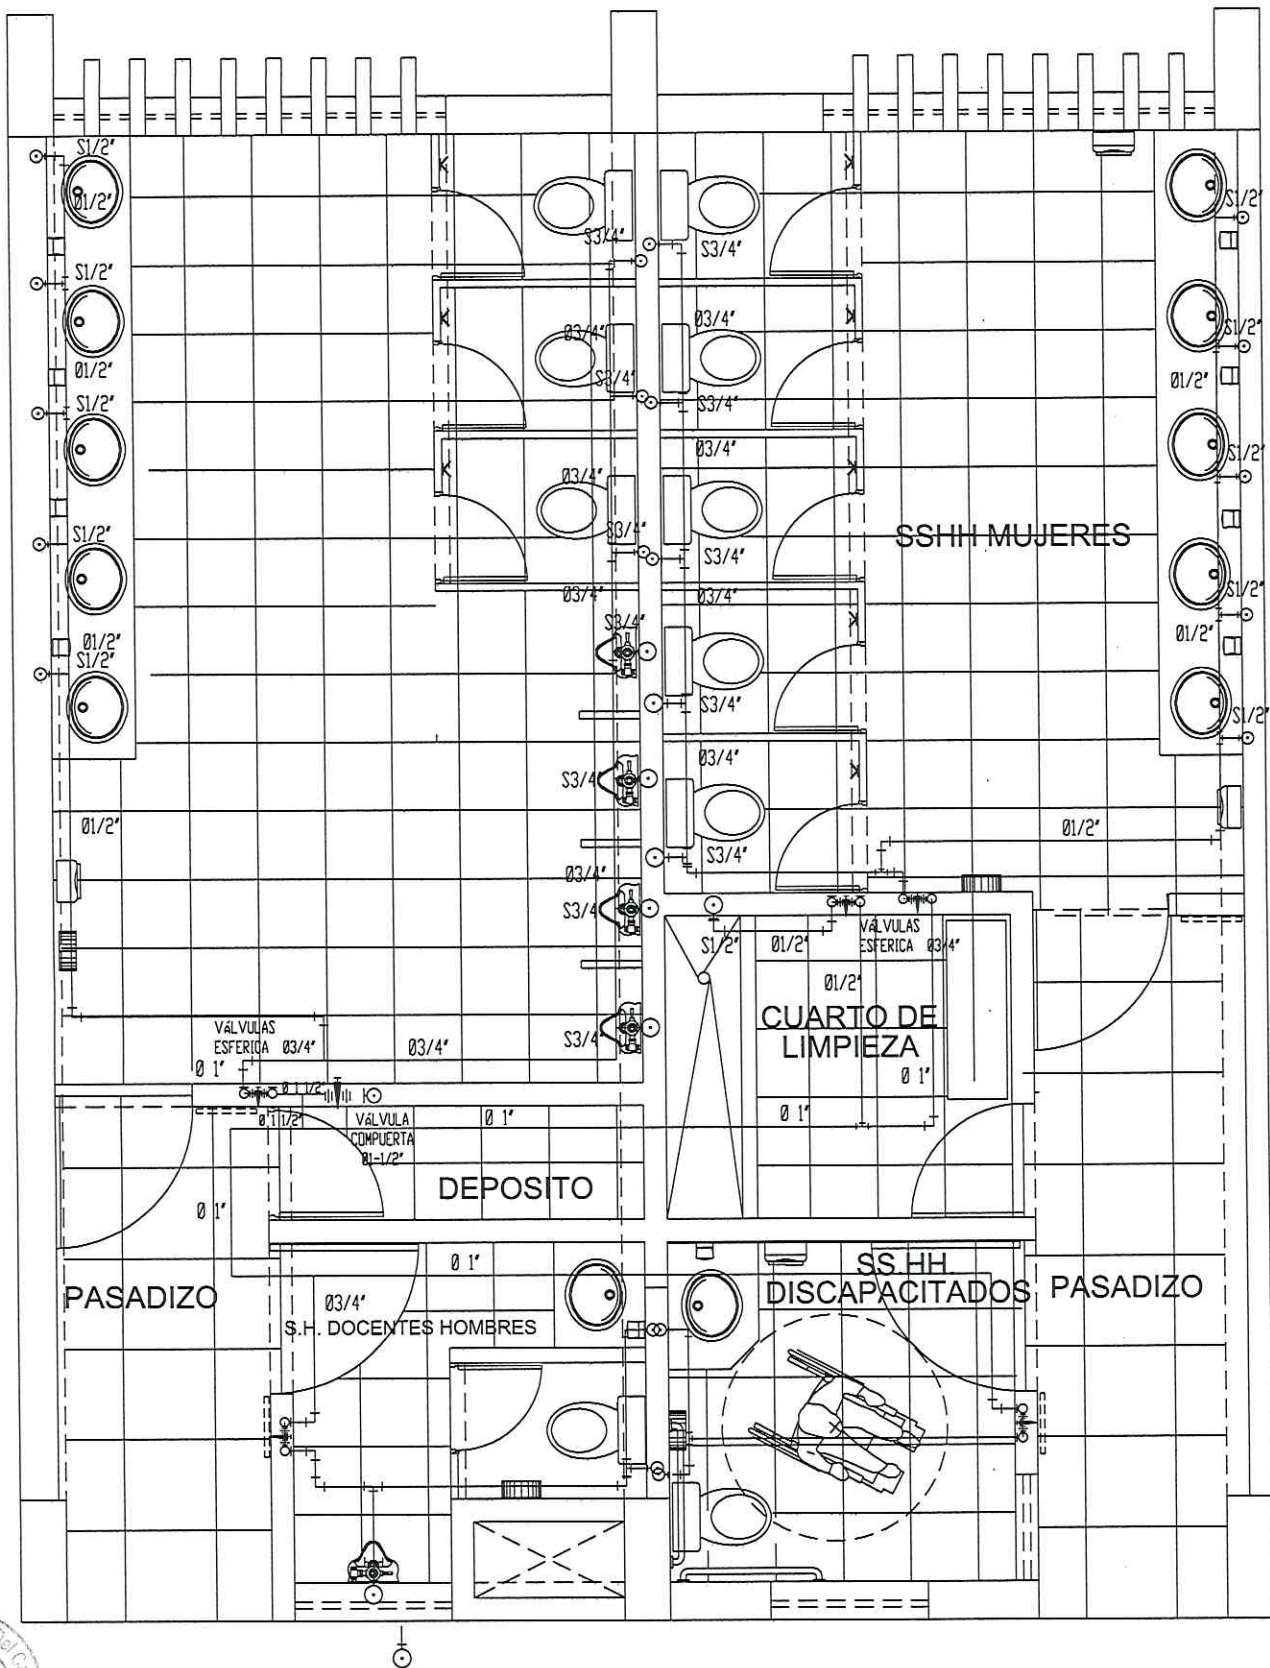 S1/2"
Ø1/2"
S1/2"
Ø1/2"
S1/2"
S1/2"
Ø1/2"
S1/2"
Ø1/2"
S3/4"
Ø3/4"
S3/4"
Ø3/4"
S3/4"
Ø3/4"
S3/4"
S3/4"
Ø3/4"
S3/4"
S3/4"
S3/4"
Ø3/4"
S3/4"
Ø3/4"
S3/4"
Ø3/4"
S3/4"
Ø3/4"
S3/4"
SSHH MUJERES
S1/2"
S1/2"
Ø1/2"
S1/2"
S1/2"
Ø1/2"
S1/2"
Ø1/2"
VÁLVULAS
ESFERICA Ø3/4"
Ø3/4"
Ø 1"
Ø 1 1/2"
Ø 1 1/2"
VÁLVULA
COMPUERTA
Ø1-1/2"
Ø 1"
DEPOSITO
S1/2"
Ø1/2"
VÁLVULAS
ESFERICA Ø3/4"
Ø1/2"
CUARTO DE
LIMPIEZA
Ø 1"
Ø 1"
Ø 1"
PASADIZO
Ø 1"
Ø3/4"
S.H. DOCENTES HOMBRES
SS.HH.
DISCAPACITADOS
PASADIZO